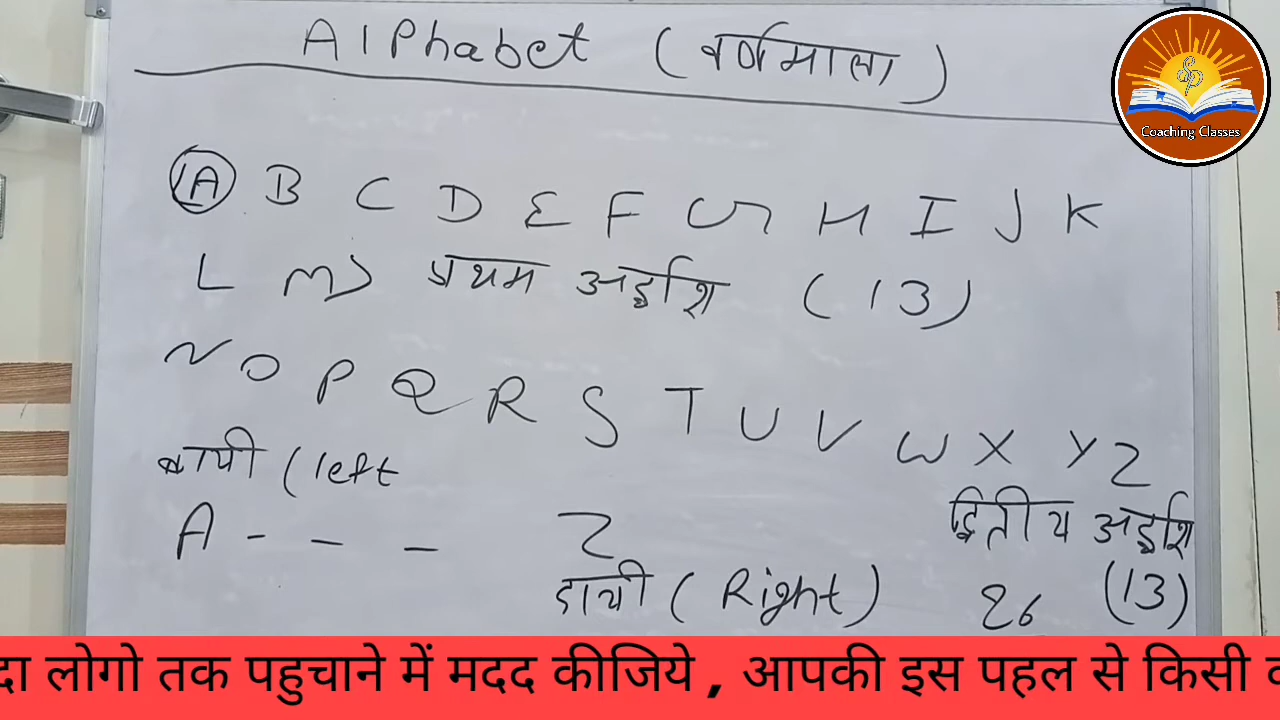 Alphabet (वर्णमाला)
SP
Coaching Classes
A B C D E F G H I J K
L M प्रथम अर्द्धांश (13)
N O P Q R S T U V W X Y Z
बायी (left
द्वितीय अर्द्धांश
A - - - Z
दायी (Right) 26 (13)
दा लोगो तक पहुचाने में मदद कीजिये , आपकी इस पहल से किसी